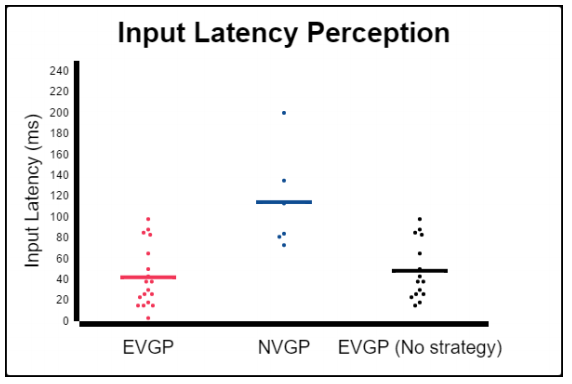 Input Latency Perception
Input Latency (ms)
240
220
200
180
160
140
120
100
80
60
40
20
0
EVGP
NVGP
EVGP (No strategy)